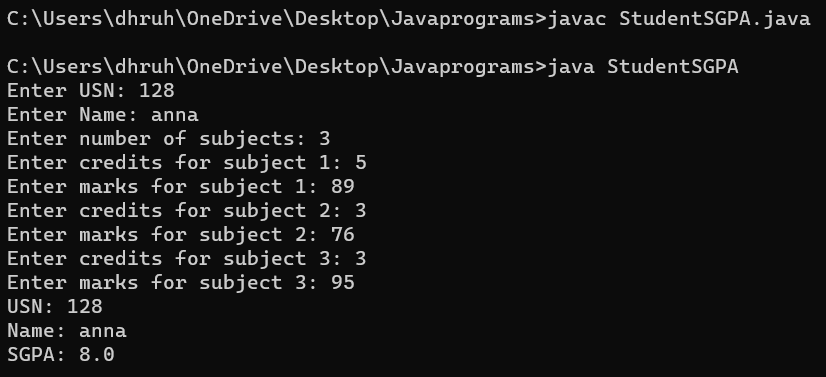 C:\Users\dhruh\OneDrive\Desktop\Javaprograms>javac StudentSGPA.java
C:\Users\dhruh\OneDrive\Desktop\Javaprograms>java StudentSGPA
Enter USN: 128
Enter Name: anna
Enter number of subjects: 3
Enter credits for subject 1: 5
Enter marks for subject 1: 89
Enter credits for subject 2: 3
Enter marks for subject 2: 76
Enter credits for subject 3: 3
Enter marks for subject 3: 95
USN: 128
Name: anna
SGPA: 8.0